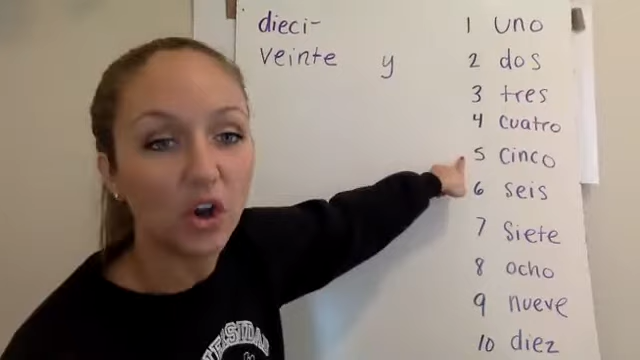 dieci-
veinte y
1 uno
2 dos
3 tres
4 cuatro
5 cinco
6 seis
7 siete
8 ocho
9 nueve
10 diez